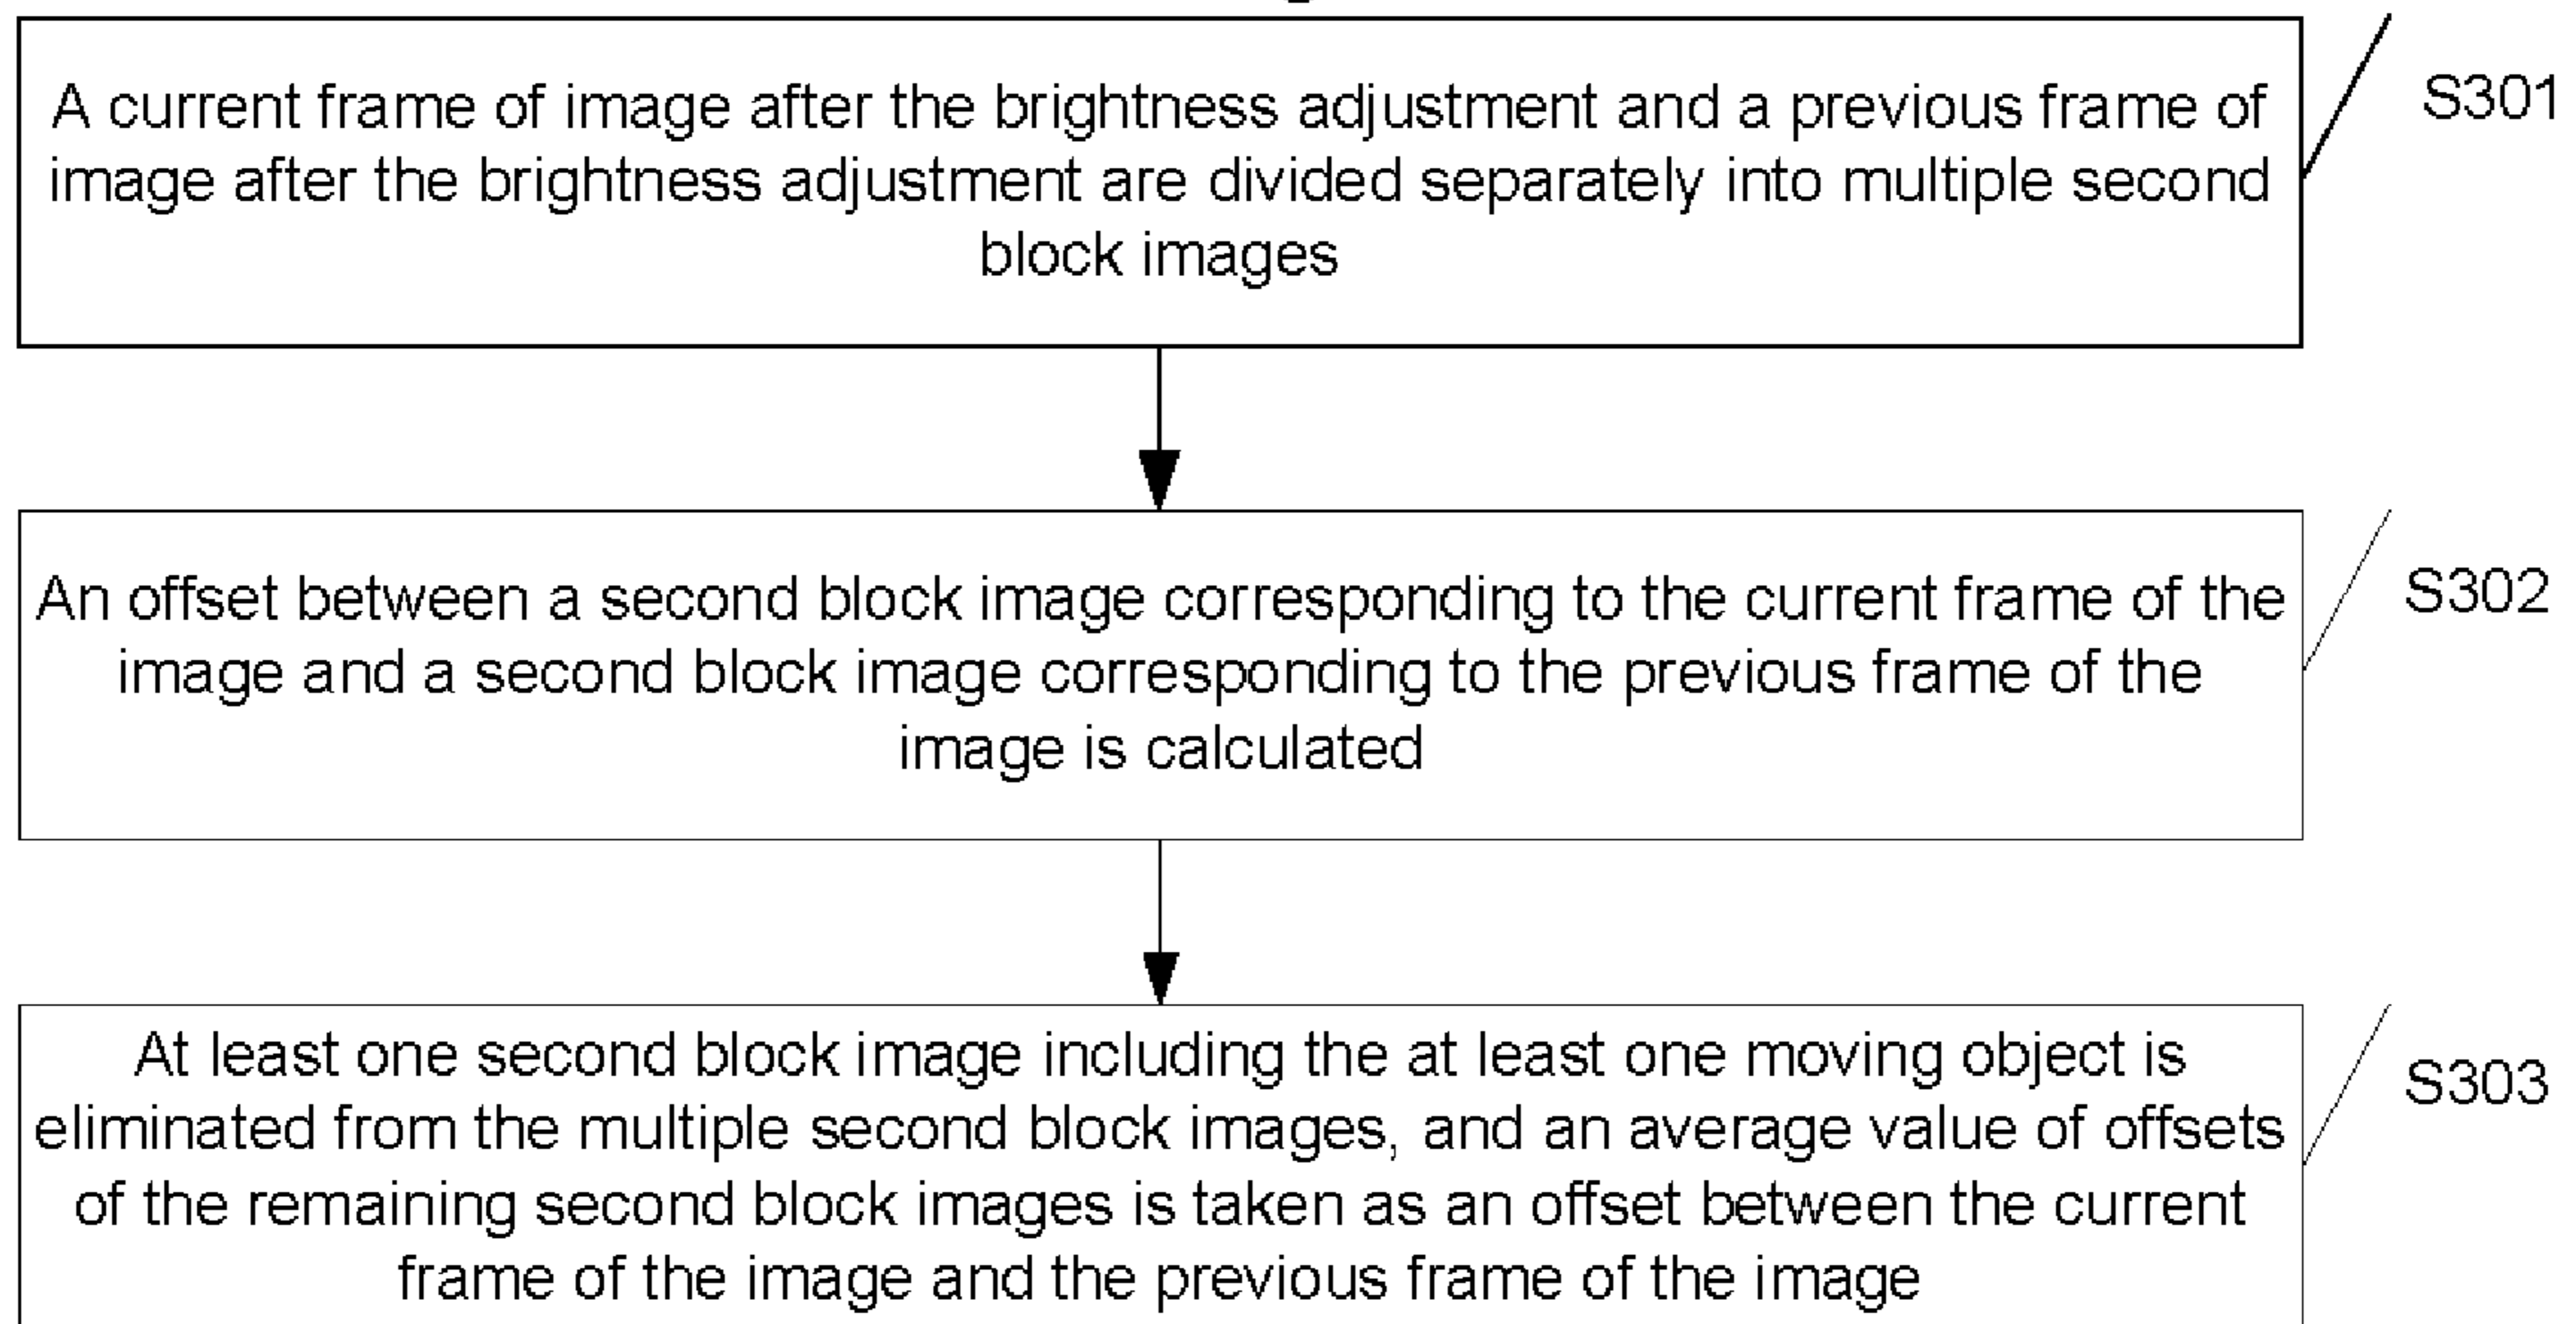 A current frame of image after the brightness adjustment and a previous frame of
image after the brightness adjustment are divided separately into multiple second
block images
S301
An offset between a second block image corresponding to the current frame of the
image and a second block image corresponding to the previous frame of the
image is calculated
S302
At least one second block image including the at least one moving object is
eliminated from the multiple second block images, and an average value of offsets
of the remaining second block images is taken as an offset between the current
frame of the image and the previous frame of the image
S303